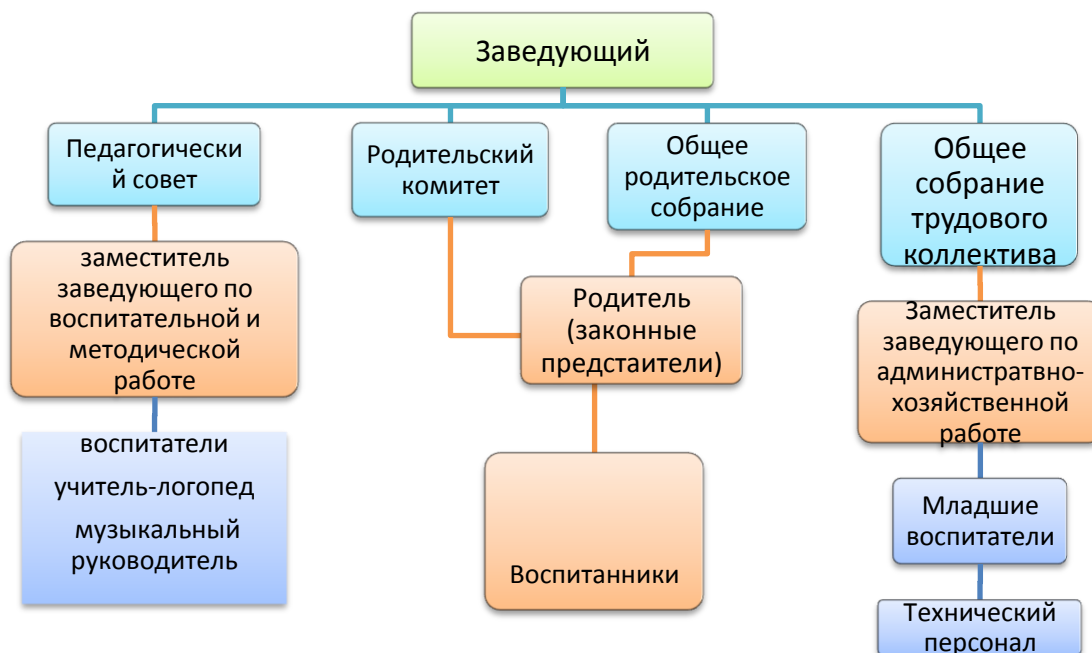 Заведующий
Педагогически
й совет
Родительский
комитет
Общее
родительское
собрание
Общее
собрание
трудового
коллектива
заместитель
заведующего по
воспитательной и
методической
работе
Родитель
(законные
предстаители)
Заместитель
заведующего по
административно-
хозяйственной
работе
воспитатели
учитель-логопед
музыкальный
руководитель
Воспитанники
Младшие
воспитатели
Технический
персонал